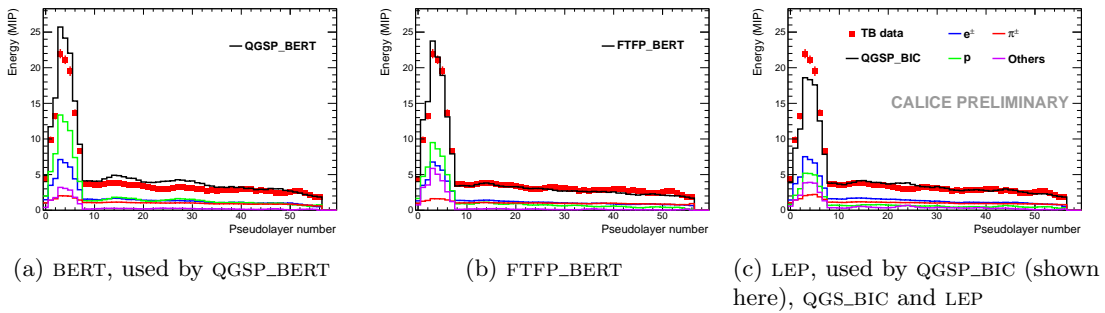 Energy (MIP)
25
20
15
10
5
0
0 10 20 30 40 50
Pseudolayer number
QGSP_BERT
(a) BERT, used by QGSP_BERT
Energy (MIP)
25
20
15
10
5
0
0 10 20 30 40 50
Pseudolayer number
FTFP_BERT
(b) FTFP_BERT
Energy (MIP)
25
20
15
10
5
0
0 10 20 30 40 50
Pseudolayer number
TB data e± π±
QGSP_BIC p Others
CALICE PRELIMINARY
(c) LEP, used by QGSP_BIC (shown
here), QGS_BIC and LEP